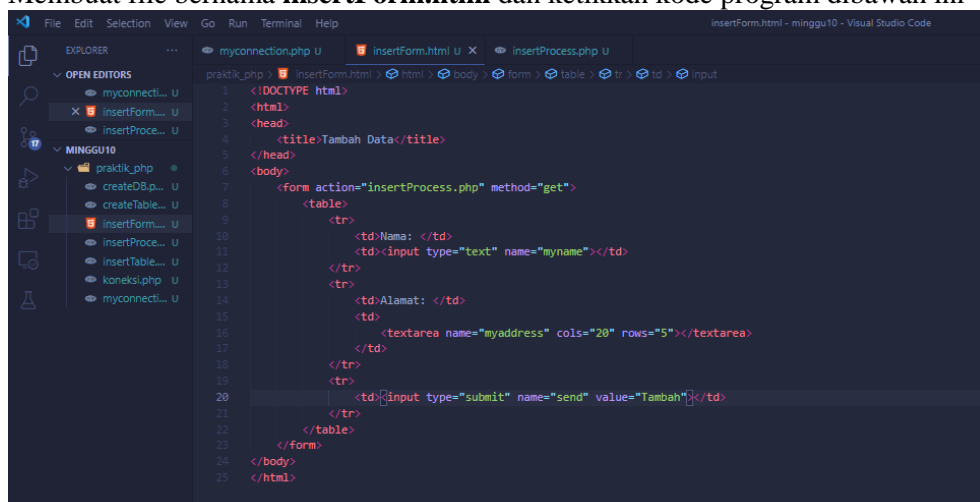 Membuat file bernama insertForm.html dan ketikkan kode program dibawah ini
File Edit Selection View Go Run Terminal Help insertForm.html - minggu10 - Visual Studio Code
EXPLORER ...
myconnection.php U insertForm.html U × insertProcess.php U
OPEN EDITORS
praktik_php > insertForm.html > html > body > form > table > tr > td > input
myconnecti... U
× insertForm.... U
insertProce... U
17
MINGGU10
praktik_php
createDB.p... U
createTable... U
insertForm.... U
insertProce... U
insertTable.... U
koneksi.php U
myconnecti... U
1 <!DOCTYPE html>
2 <html>
3 <head>
4 <title>Tambah Data</title>
5 </head>
6 <body>
7 <form action="insertProcess.php" method="get">
8 <table>
9 <tr>
10 <td>Nama: </td>
11 <td><input type="text" name="myname"></td>
12 </tr>
13 <tr>
14 <td>Alamat: </td>
15 <td>
16 <textarea name="myaddress" cols="20" rows="5"></textarea>
17 </td>
18 </tr>
19 <tr>
20 <td><input type="submit" name="send" value="Tambah"></td>
21 </tr>
22 </table>
23 </form>
24 </body>
25 </html>